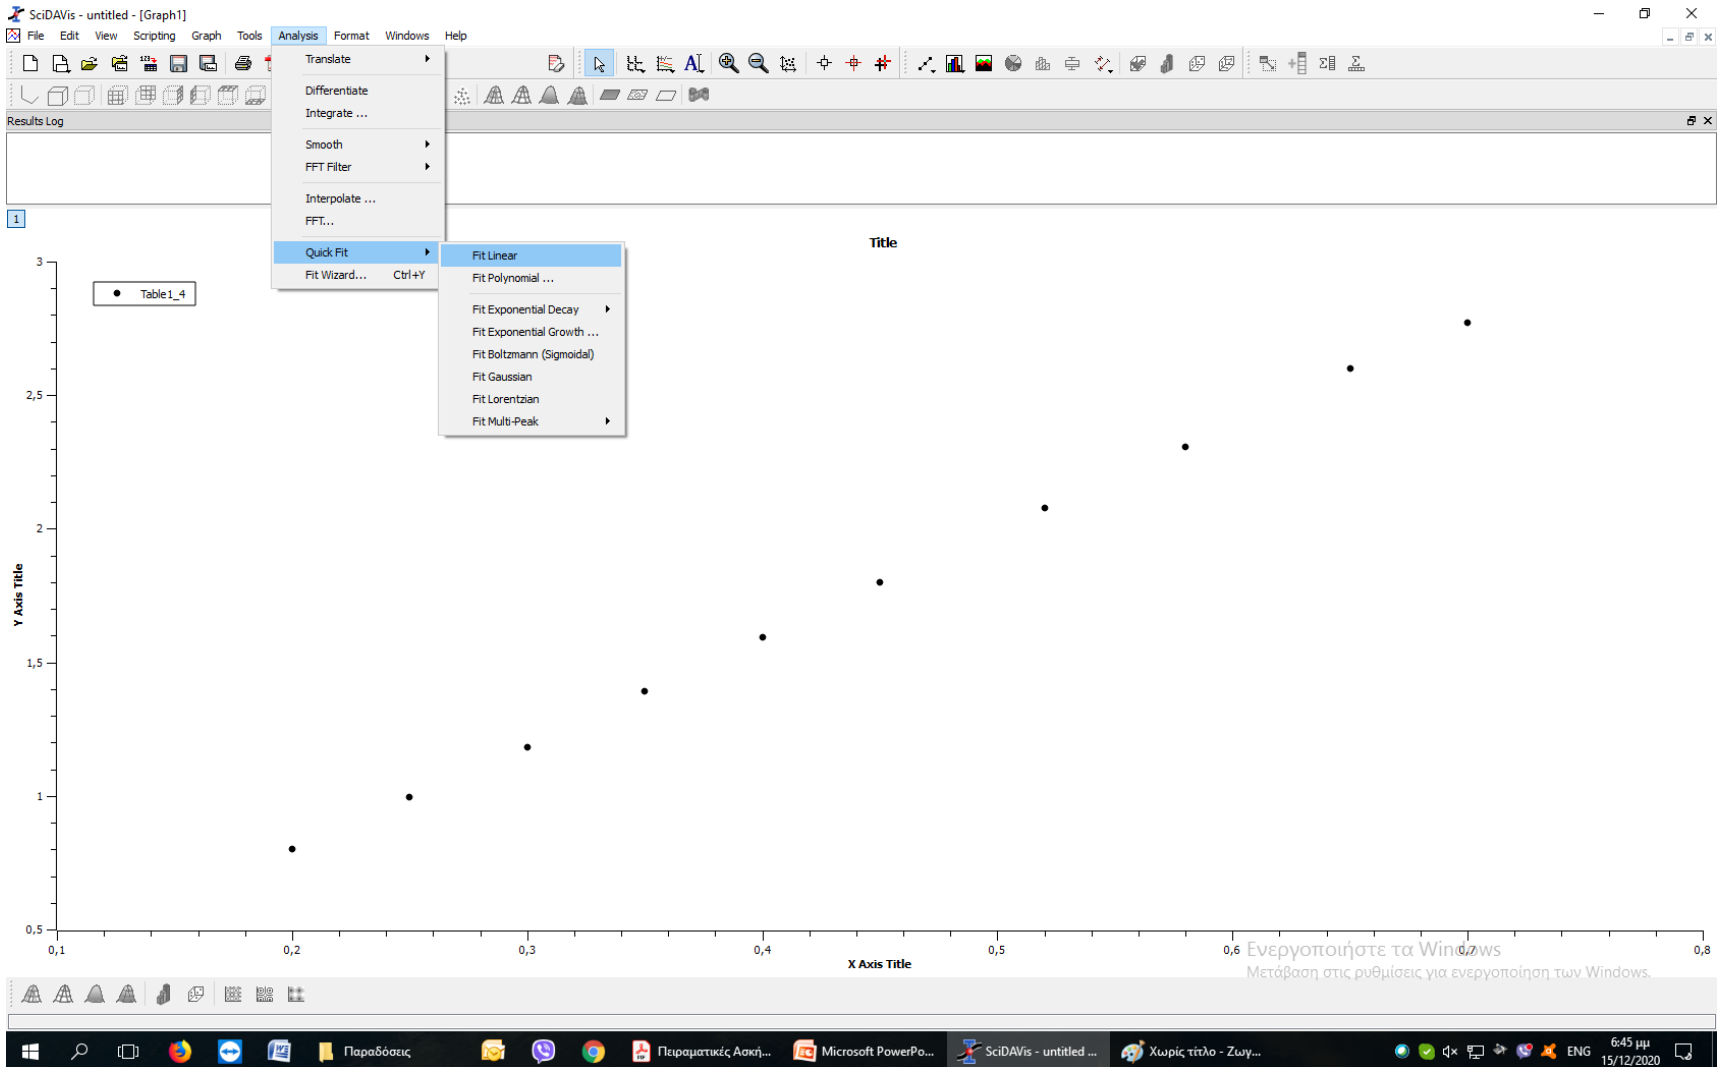 SciDAVis - untitled - [Graph1]
File Edit View Scripting Graph Tools Analysis Format Windows Help
Translate
Differentiate
Integrate ...
Results Log
Smooth
FFT Filter
Interpolate ...
FFT...
Quick Fit
Fit Wizard... Ctrl+Y
Fit Linear
Fit Polynomial ...
Fit Exponential Decay
Fit Exponential Growth ...
Fit Boltzmann (Sigmoidal)
Fit Gaussian
Fit Lorentzian
Fit Multi-Peak
1
Title
Table1_4
3
2,5
2
1,5
1
0,5
Y Axis Title
0,1 0,2 0,3 0,4 0,5 0,6 0,7 0,8
X Axis Title
Ενεργοποιήστε τα Windows
Μετάβαση στις ρυθμίσεις για ενεργοποίηση των Windows.
Παραδόσεις
Πειραματικές Ασκή...
Microsoft PowerPo...
SciDAVis - untitled ...
Χωρίς τίτλο - Ζωγ...
ENG
6:45 μμ
15/12/2020